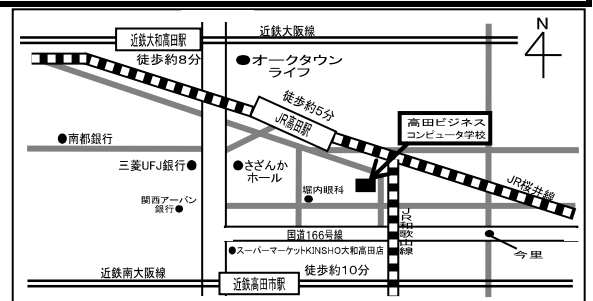 近鉄大阪線
N
近鉄大和高田駅
徒歩約8分
●オークタウン
ライフ
徒歩約5分
JR高田駅
高田ビジネス
コンピュータ学校
●南都銀行
三菱UFJ銀行●
●さざんか
ホール
堀内眼科
関西アーバン
銀行●
JR桜井線
JR和歌山線
国道166号線
●スーパーマーケットKINSHO大和高田店
今里
近鉄南大阪線
徒歩約10分
近鉄高田市駅